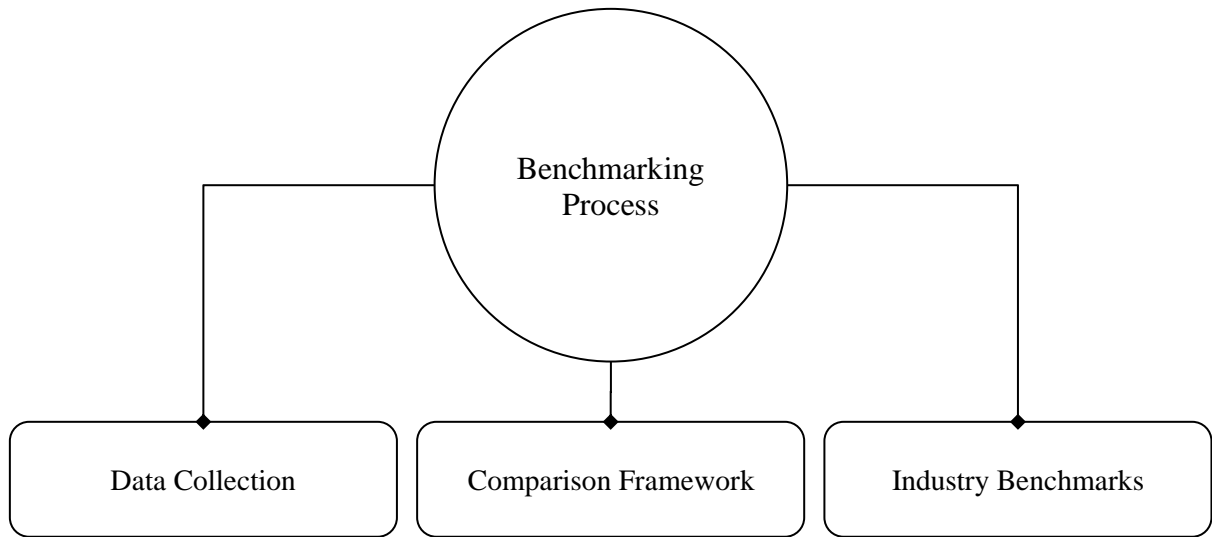 Benchmarking
Process
Data Collection
Comparison Framework
Industry Benchmarks